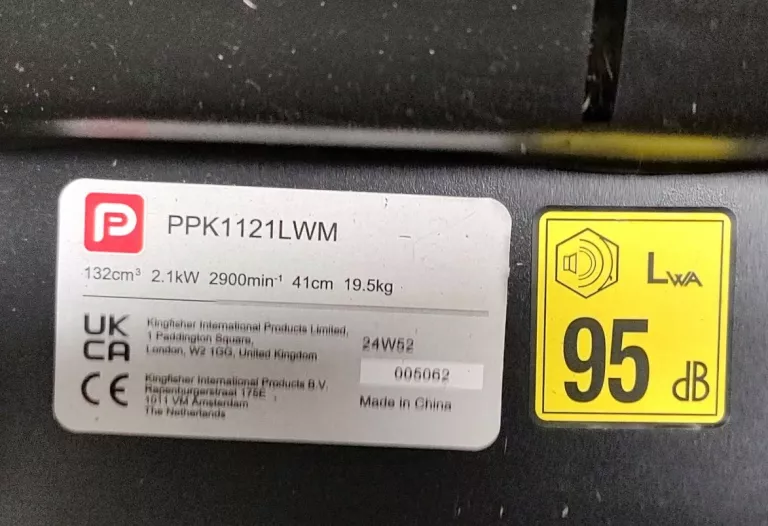 P
PPK1121LWM
132cm³ 2.1kW 2900min⁻¹ 41cm 19.5kg
UK
CA
Kingfisher International Products Limited,
1 Paddington Square,
London, W2 1GG, United Kingdom
CE
Kingfisher International Products B.V.
Rapenburgerstraat 175E
1011 VM Amsterdam
The Netherlands
24W52
005062
Made in China
LWA
95 dB